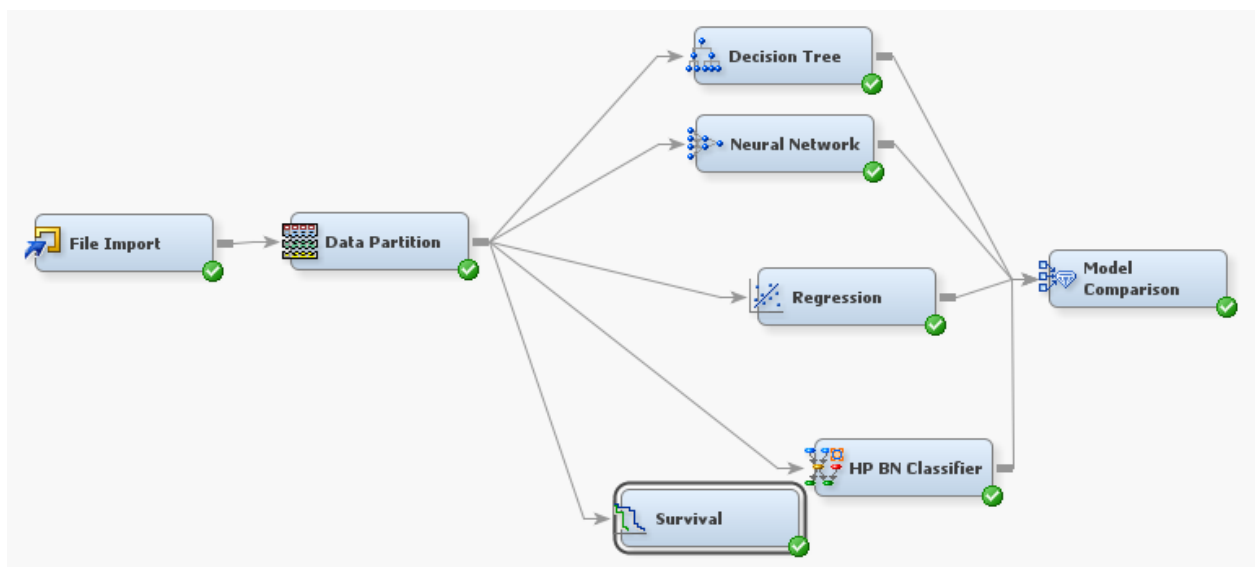 Decision Tree
Neural Network
File Import
Data Partition
Model
Comparison
Regression
HP BN Classifier
Survival